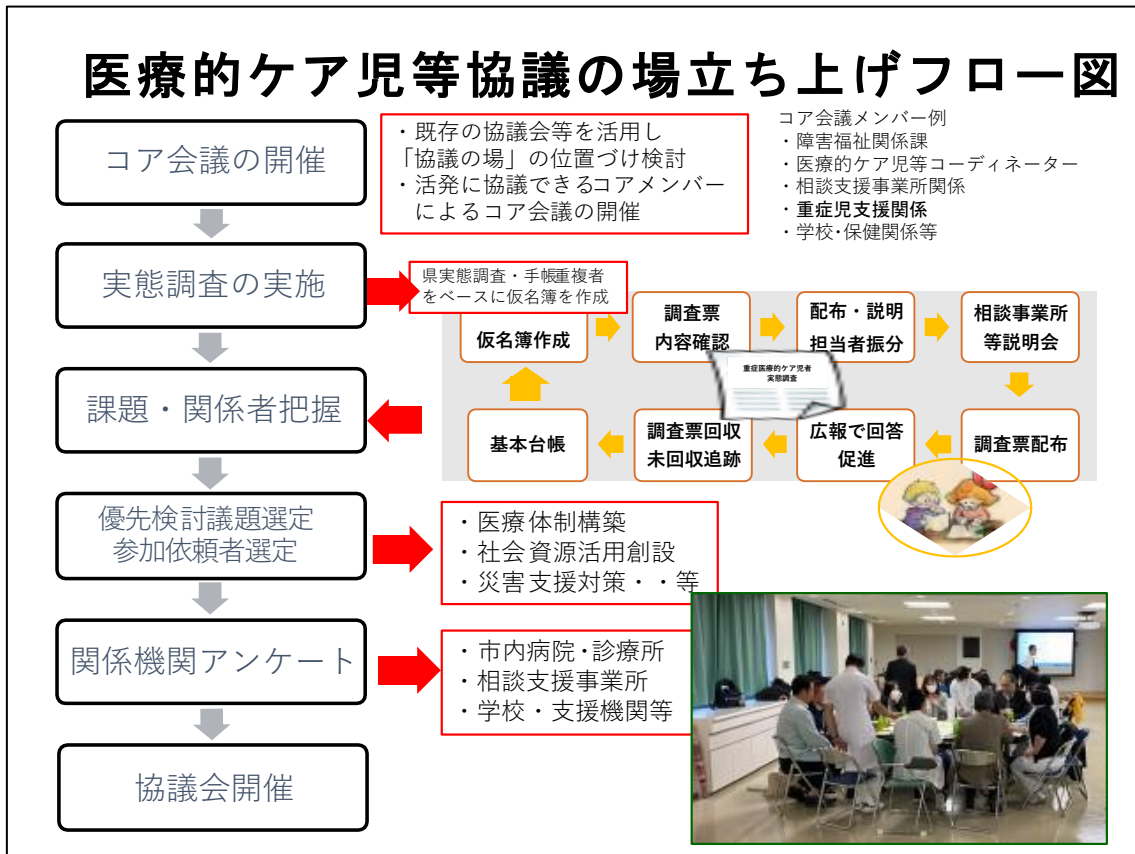 医療的ケア児等協議の場立ち上げフロー図
コア会議の開催
・既存の協議会等を活用し
「協議の場」の位置づけ検討
・活発に協議できるコアメンバー
によるコア会議の開催
コア会議メンバー例
・障害福祉関係課
・医療的ケア児等コーディネーター
・相談支援事業所関係
・重症児支援関係
・学校・保健関係等
実態調査の実施
県実態調査・手帳重複者
をベースに仮名簿を作成
仮名簿作成
調査票
内容確認
配布・説明
担当者振分
相談事業所
等説明会
重症医療的ケア児者
実態調査
課題・関係者把握
基本台帳
調査票回収
未回収追跡
広報で回答
促進
調査票配布
優先検討議題選定
参加依頼者選定
・医療体制構築
・社会資源活用創設
・災害支援対策・・等
関係機関アンケート
・市内病院・診療所
・相談支援事業所
・学校・支援機関等
協議会開催